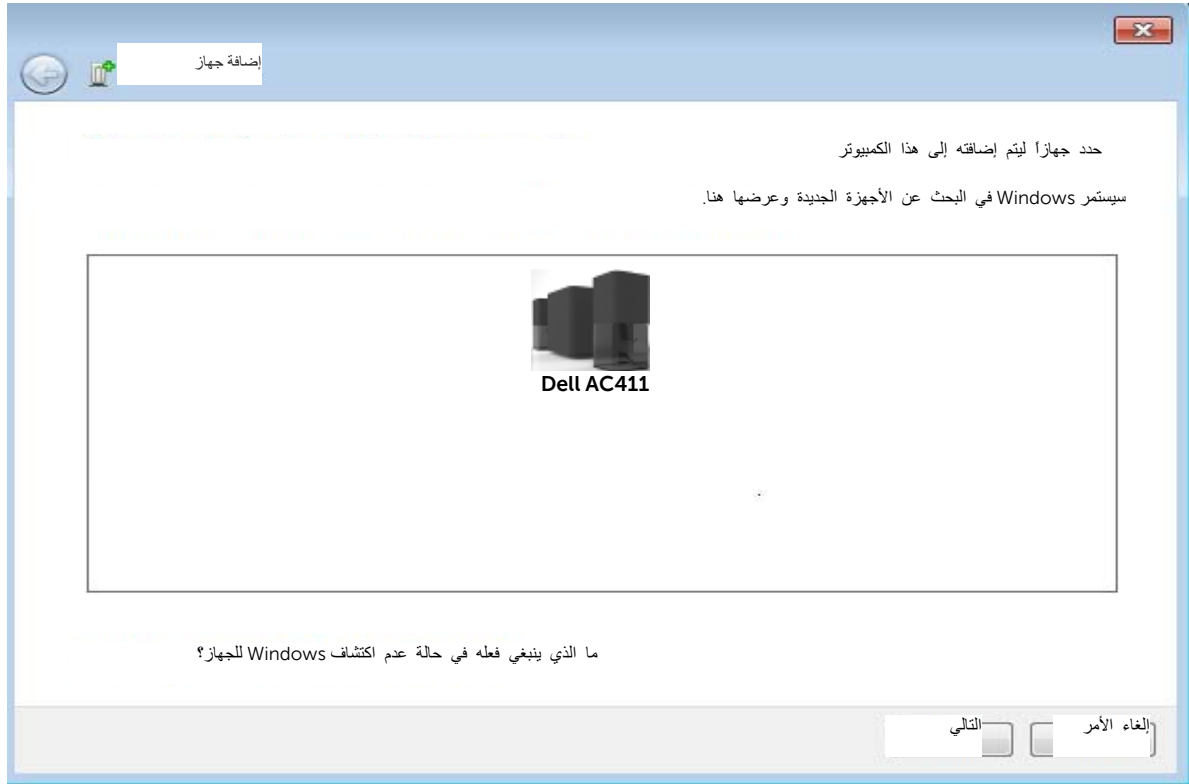 إضافة جهاز
حدد جهازاً ليتم إضافته إلى هذا الكمبيوتر
سيستمر Windows في البحث عن الأجهزة الجديدة وعرضها هنا.
Dell AC411
ما الذي ينبغي فعله في حالة عدم اكتشاف Windows للجهاز؟
إلغاء الأمر
التالي